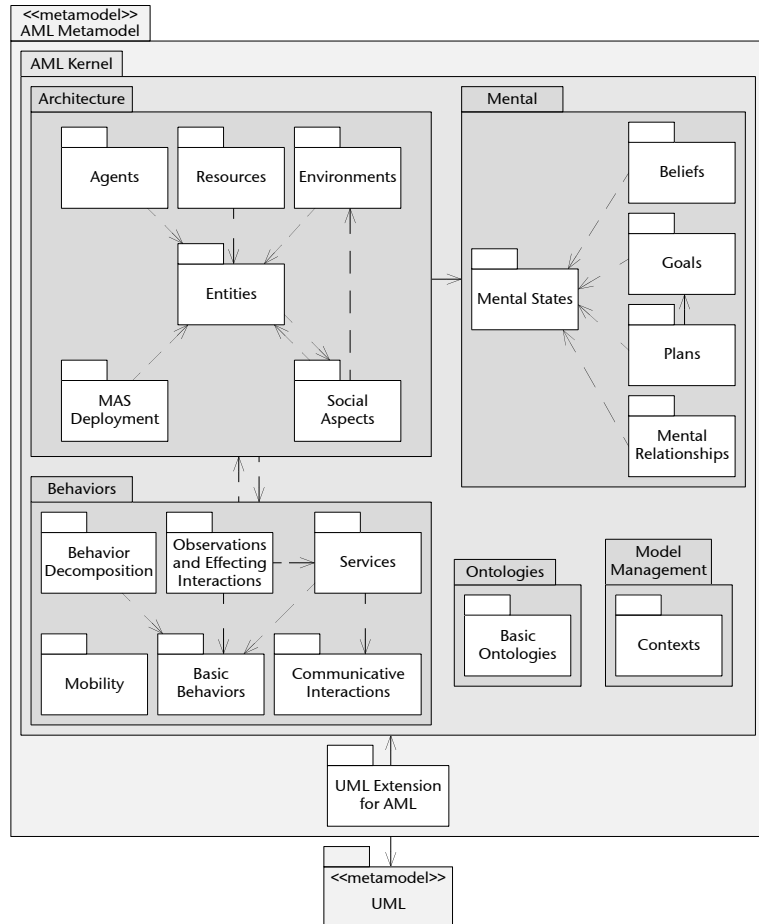 <<metamodel>>
AML Metamodel
AML Kernel
Architecture
Agents
Resources
Environments
Entities
MAS
Deployment
Social
Aspects
Mental
Beliefs
Goals
Mental States
Plans
Mental
Relationships
Behaviors
Behavior
Decomposition
Observations
and Effecting
Interactions
Services
Mobility
Basic
Behaviors
Communicative
Interactions
Ontologies
Basic
Ontologies
Model
Management
Contexts
UML Extension
for AML
<<metamodel>>
UML